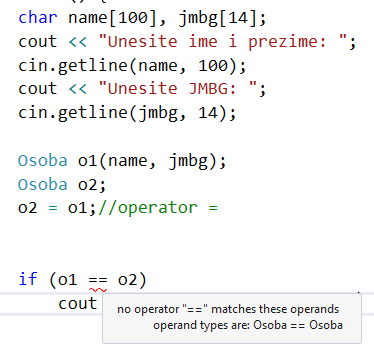 char name[100], jmbg[14];
cout << "Unesite ime i prezime: ";
cin.getline(name, 100);
cout << "Unesite JMBG: ";
cin.getline(jmbg, 14);
Osoba o1(name, jmbg);
Osoba o2;
o2 = o1;//operator =
if (o1 == o2)
cout
no operator "==" matches these operands
operand types are: Osoba == Osoba